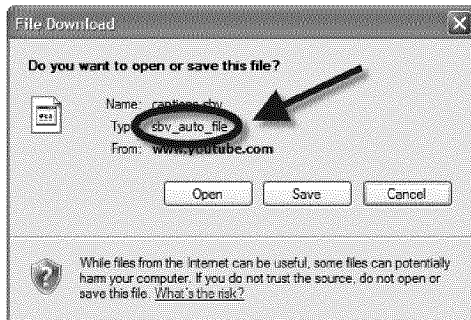 File Download
Do you want to open or save this file?
Name: captions.sbv
Type: sbv_auto_file
From: www.youtube.com
Open Save Cancel
While files from the Internet can be useful, some files can potentially
harm your computer. If you do not trust the source, do not open or
save this file. What's the risk?